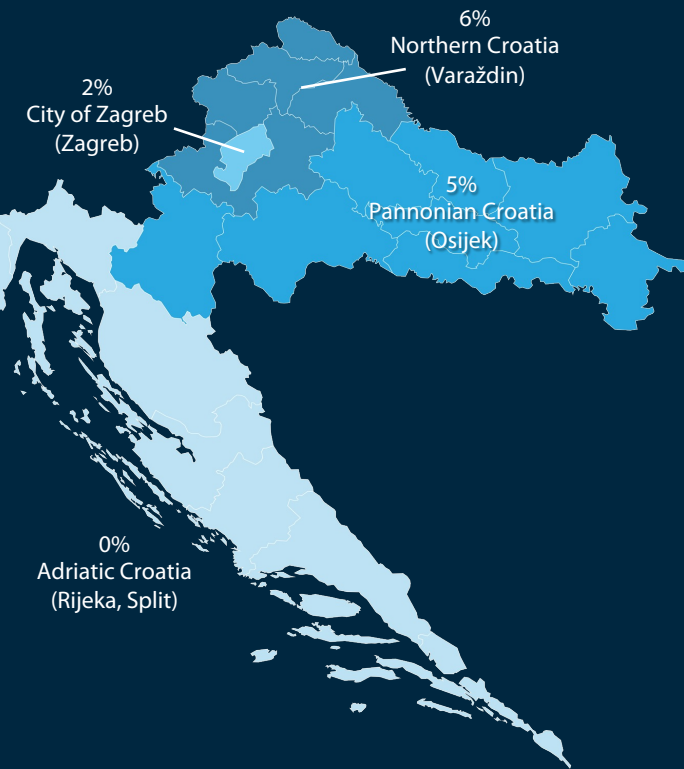 6%
Northern Croatia
(Varaždin)
2%
City of Zagreb
(Zagreb)
5%
Pannonian Croatia
(Osijek)
0%
Adriatic Croatia
(Rijeka, Split)